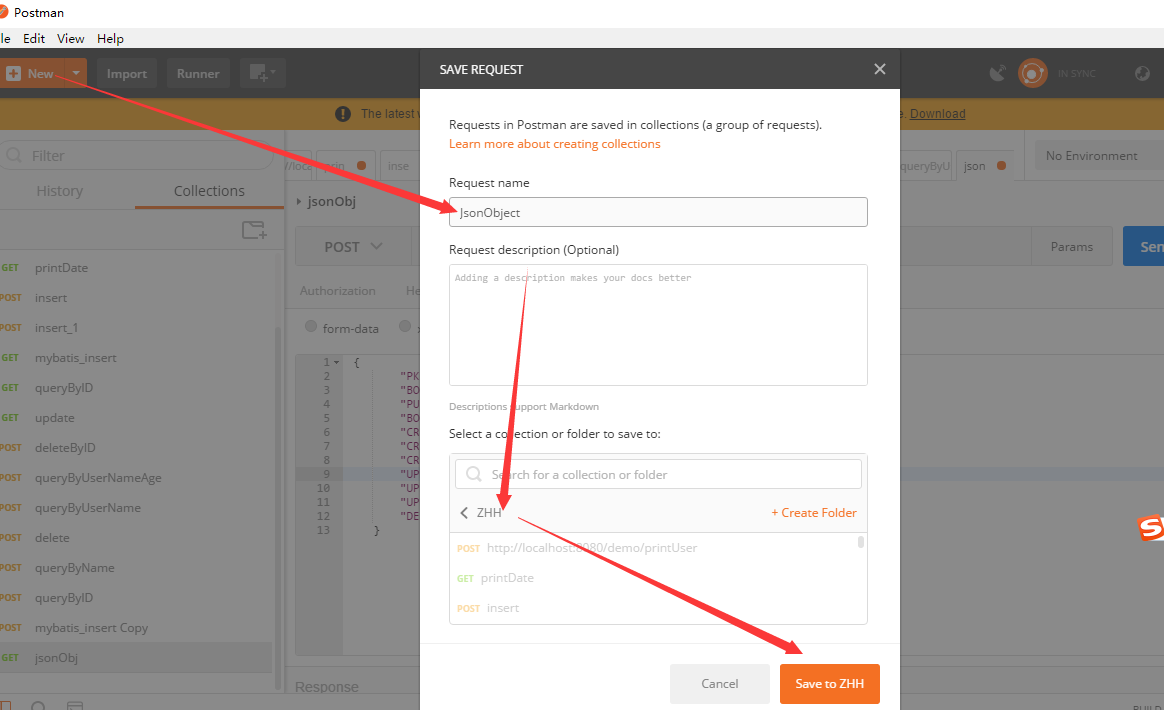 Postman
le Edit View Help
New Import Runner
SAVE REQUEST
IN SYNC
The latest
Download
Filter
History Collections
GET printDate
POST insert
POST insert_1
GET mybatis_insert
GET queryByID
GET update
POST deleteByID
POST queryByUserNameAge
POST queryByUserName
POST delete
POST queryByName
POST queryByID
POST mybatis_insert Copy
GET jsonObj
inse
queryByU
json
No Environment
jsonObj
POST
Params
Sen
Authorization He
form-data
1 {
2 "PK
3 "BO
4 "PU
5 "BO
6 "CR
7 "CR
8 "CR
9 "UP
10 "UP
11 "UP
12 "DE
13 }
Response
Requests in Postman are saved in collections (a group of requests).
Learn more about creating collections
Request name
JsonObject
Request description (Optional)
Adding a description makes your docs better
Descriptions support Markdown
Select a collection or folder to save to:
Search for a collection or folder
ZHH
+ Create Folder
POST http://localhost:8080/demo/printUser
GET printDate
POST insert
Cancel
Save to ZHH
BUILD